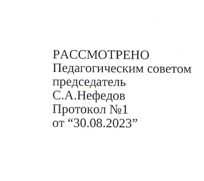 РАССМОТРЕНО
Педагогическим советом
председатель
С.А.Нефедов
Протокол №1
от “30.08.2023”